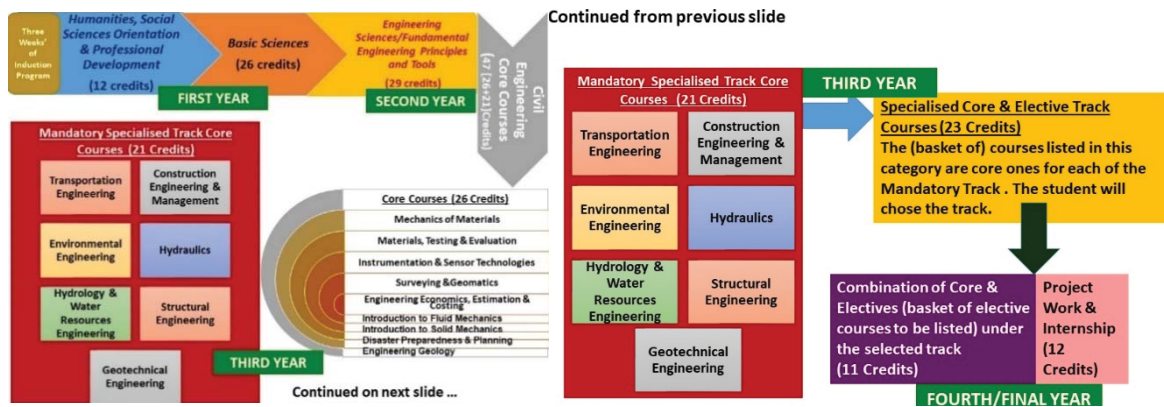 Three
Weeks' of
Induction
Program
Humanities, Social
Sciences Orientation
& Professional
Development
(12 credits)
Basic Sciences
(26 credits)
Engineering
Sciences/Fundamental
Engineering Principles
and Tools
(29 credits)
FIRST YEAR
SECOND YEAR
Civil
Engineering
Core Courses
(47 (26+21)Credits)
Mandatory Specialised Track Core
Courses (21 Credits)
Transportation
Engineering
Construction
Engineering &
Management
Environmental
Engineering
Hydraulics
Hydrology &
Water
Resources
Engineering
Structural
Engineering
Geotechnical
Engineering
THIRD YEAR
Core Courses (26 Credits)
Mechanics of Materials
Materials, Testing & Evaluation
Instrumentation & Sensor Technologies
Surveying &Geomatics
Engineering Economics, Estimation &
Costing
Introduction to Fluid Mechanics
Introduction to Solid Mechanics
Disaster Preparedness & Planning
Engineering Geology
Continued on next slide ...
Continued from previous slide
Mandatory Specialised Track Core
Courses (21 Credits)
Transportation
Engineering
Construction
Engineering &
Management
Environmental
Engineering
Hydraulics
Hydrology &
Water
Resources
Engineering
Structural
Engineering
Geotechnical
Engineering
THIRD YEAR
Specialised Core & Elective Track
Courses (23 Credits)
The (basket of) courses listed in this
category are core ones for each of the
Mandatory Track . The student will
chose the track.
Combination of Core &
Electives (basket of elective
courses to be listed) under
the selected track
(11 Credits)
Project
Work &
Internship
(12
Credits)
FOURTH/FINAL YEAR